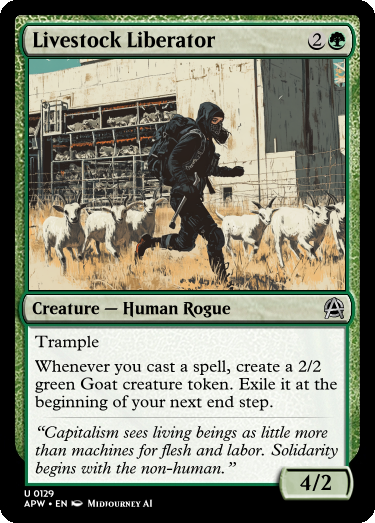 Livestock Liberator 2
Creature — Human Rogue
Trample
Whenever you cast a spell, create a 2/2
green Goat creature token. Exile it at the
beginning of your next end step.
“Capitalism sees living beings as little more
than machines for flesh and labor. Solidarity
begins with the non-human.”
4/2
U 0129
APW • EN Midjourney AI